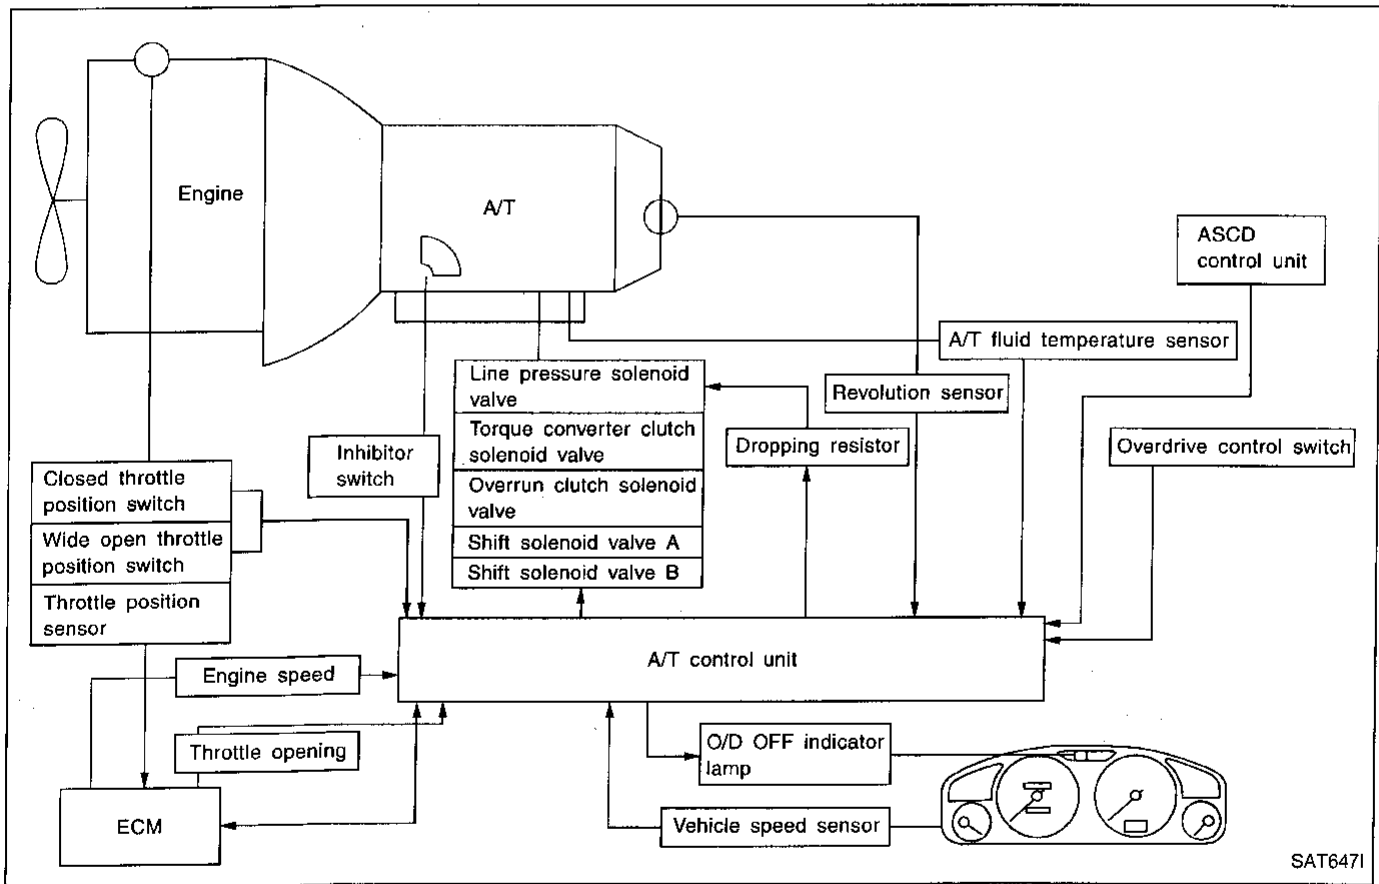 Engine
A/T
ASCD
control unit
A/T fluid temperature sensor
Line pressure solenoid
valve
Revolution sensor
Torque converter clutch
solenoid valve
Dropping resistor
Overdrive control switch
Inhibitor
switch
Closed throttle
position switch
Overrun clutch solenoid
valve
Wide open throttle
position switch
Shift solenoid valve A
Shift solenoid valve B
Throttle position
sensor
A/T control unit
Engine speed
Throttle opening
O/D OFF indicator
lamp
ECM
Vehicle speed sensor
SAT647I